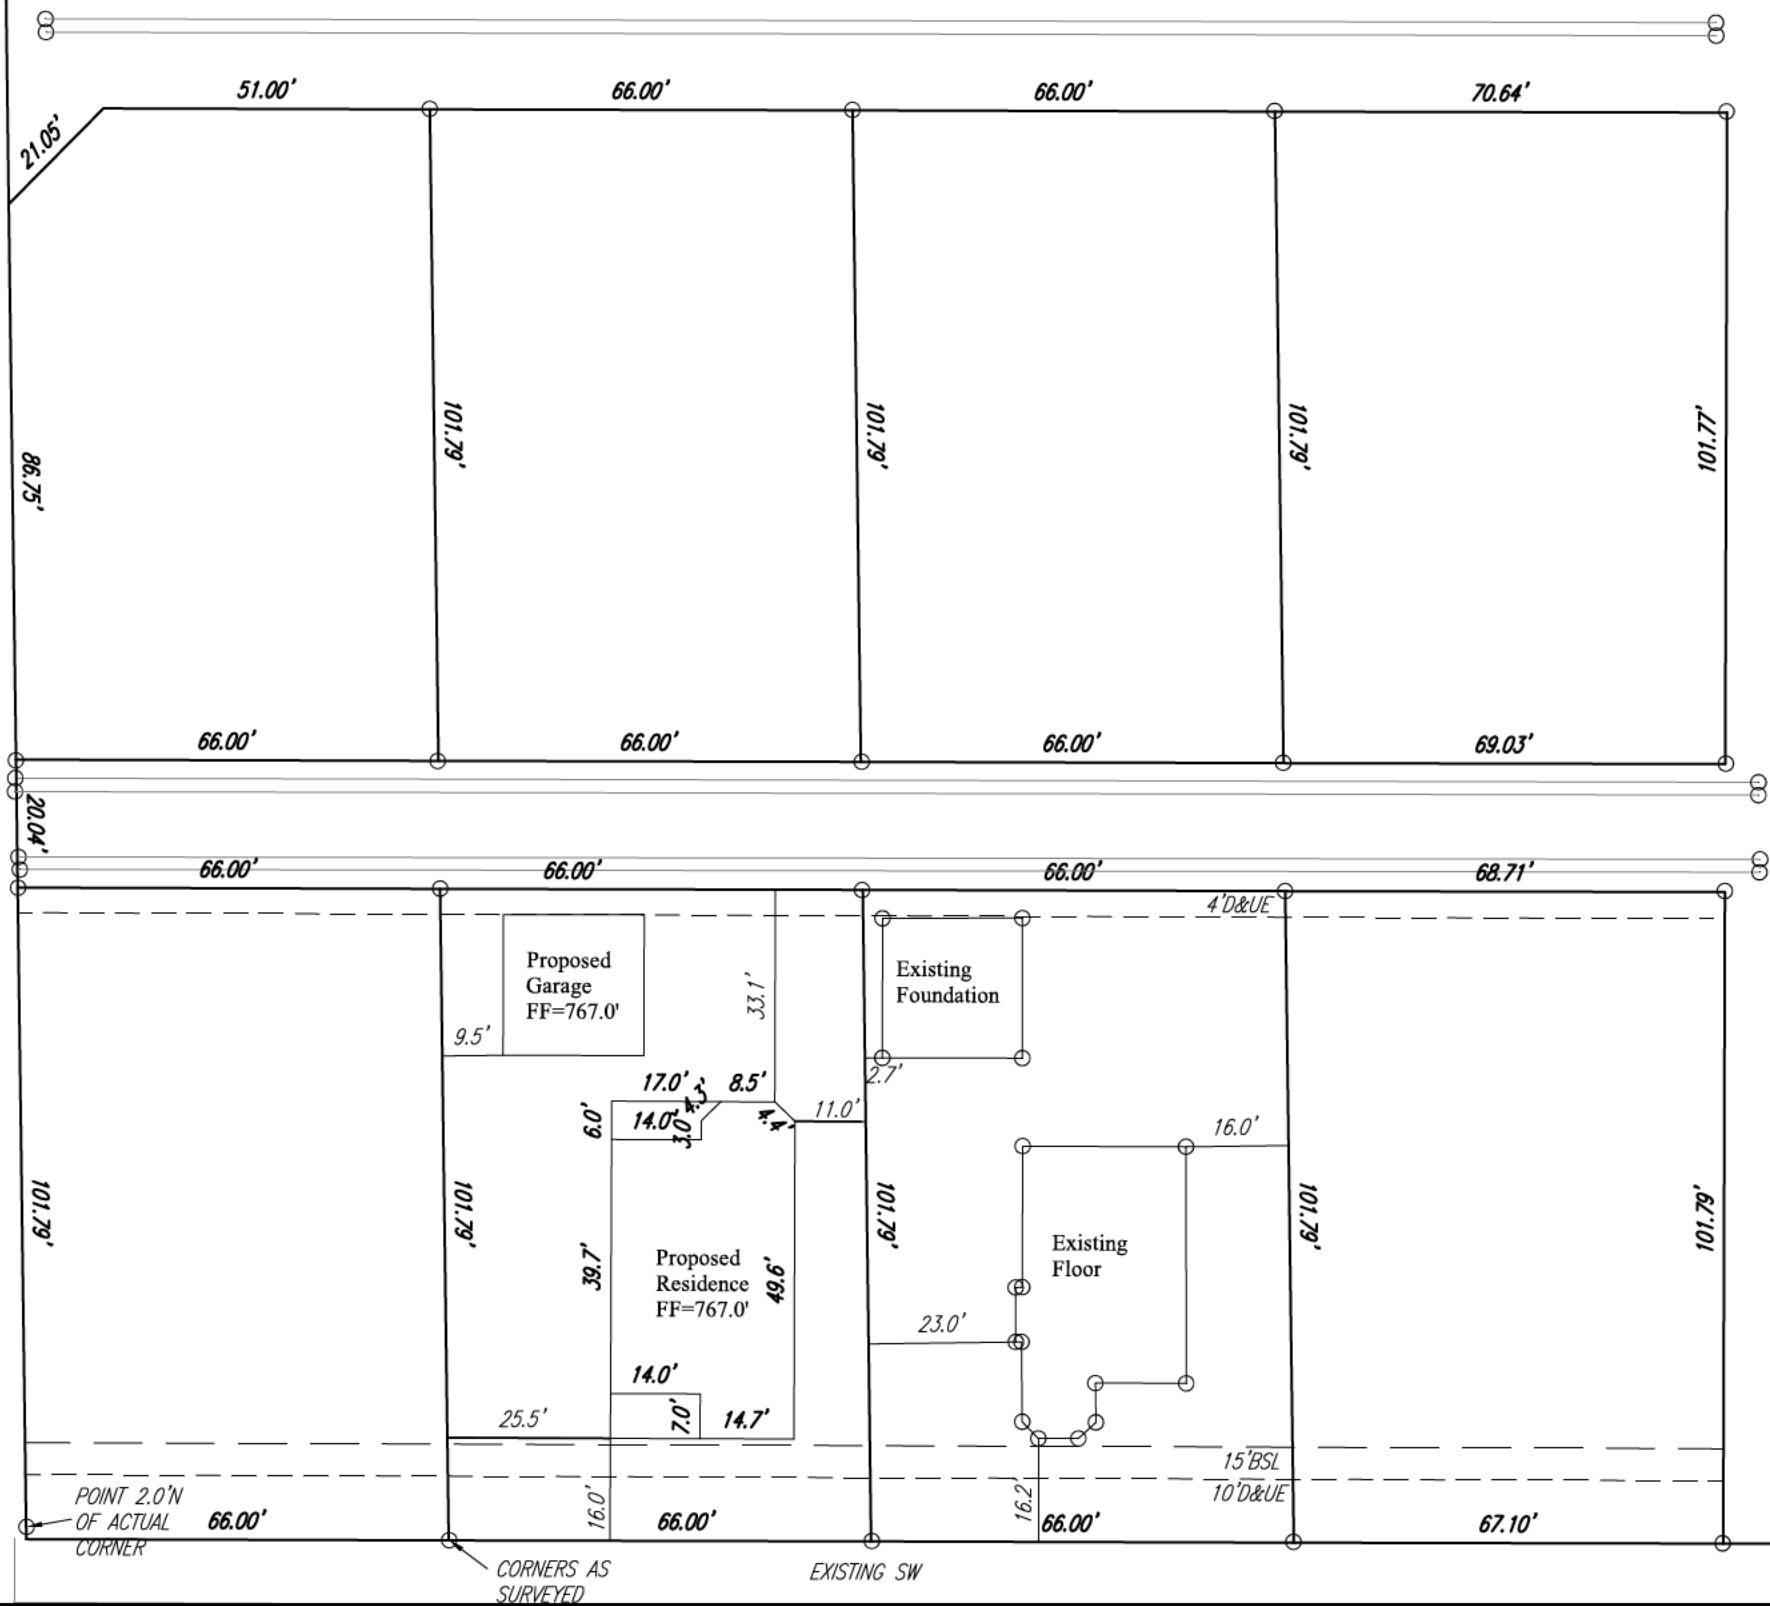 51.00'
66.00'
66.00'
70.64'
21.05'
101.79'
101.79'
101.79'
101.77'
86.75'
66.00'
66.00'
66.00'
69.03'
20.04'
66.00'
66.00'
66.00'
68.71'
4'D&UE
Proposed
Garage
FF=767.0'
33.1'
Existing
Foundation
9.5'
2.7'
17.0'
4.3'
8.5'
6.0'
14.0'
3.0'
4.4'
11.0'
16.0'
101.79'
101.79'
101.79'
101.79'
101.79'
39.7'
Proposed
Residence
FF=767.0'
49.6'
Existing
Floor
23.0'
14.0'
7.0'
14.7'
25.5'
15'BSL
10'D&UE
POINT 2.0'N
OF ACTUAL
CORNER
66.00'
16.0'
66.00'
16.2'
66.00'
67.10'
CORNERS AS
SURVEYED
EXISTING SW